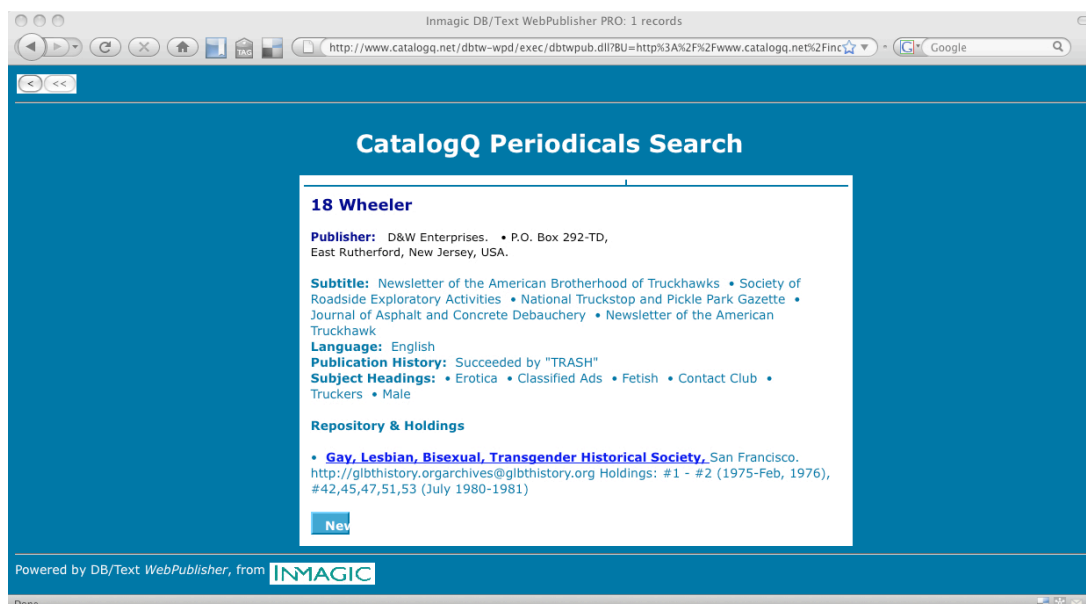 Inmagic DB/Text WebPublisher PRO: 1 records
TAG http://www.catalogq.net/dbtw-wpd/exec/dbtwpub.dll?BU=http%3A%2F%2Fwww.catalogq.net%2Finc G Google
< <<
CatalogQ Periodicals Search
18 Wheeler
Publisher: D&W Enterprises. • P.O. Box 292-TD,
East Rutherford, New Jersey, USA.
Subtitle: Newsletter of the American Brotherhood of Truckhawks • Society of
Roadside Exploratory Activities • National Truckstop and Pickle Park Gazette •
Journal of Asphalt and Concrete Debauchery • Newsletter of the American
Truckhawk
Language: English
Publication History: Succeeded by "TRASH"
Subject Headings: • Erotica • Classified Ads • Fetish • Contact Club •
Truckers • Male
Repository & Holdings
• Gay, Lesbian, Bisexual, Transgender Historical Society, San Francisco.
http://glbthistory.orgarchives@glbthistory.org Holdings: #1 - #2 (1975-Feb, 1976),
#42,45,47,51,53 (July 1980-1981)
New
Powered by DB/Text WebPublisher, from INMAGIC
Done